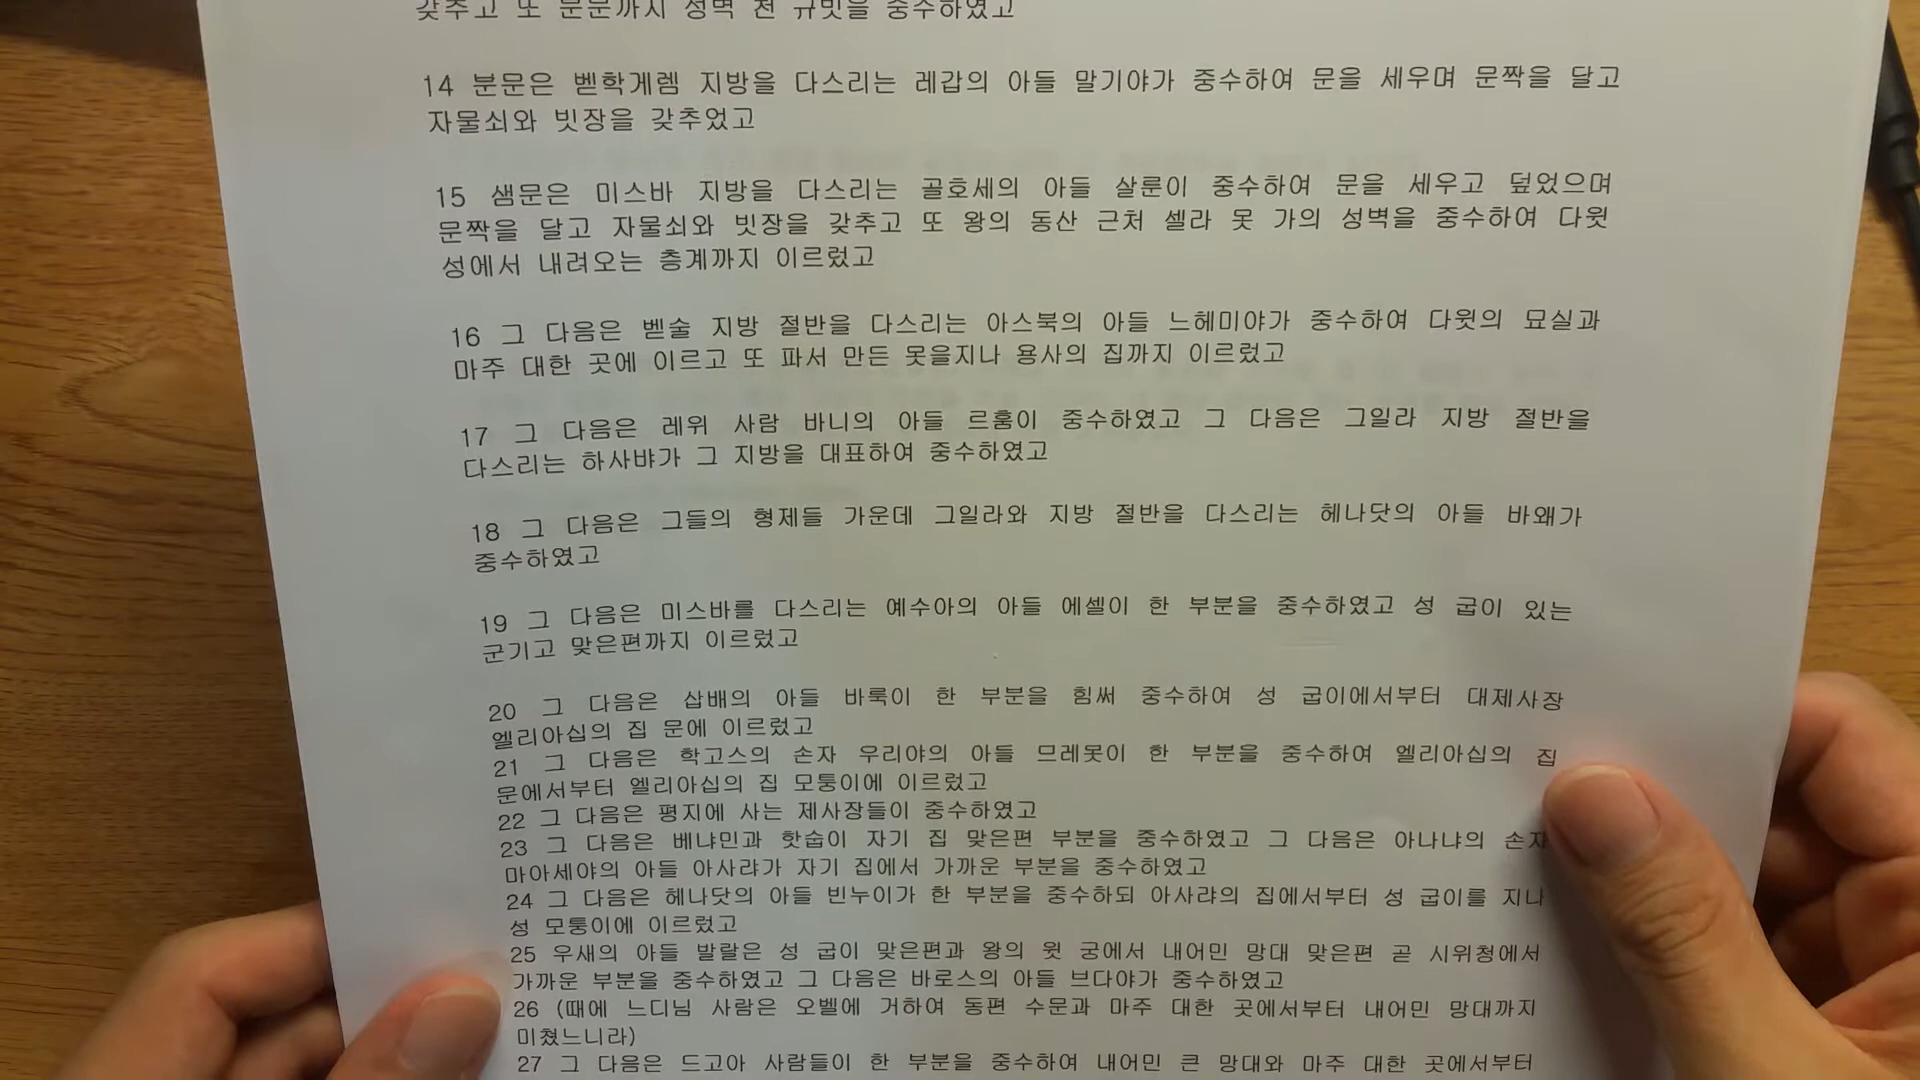 갖추고 또 분문까지 성벽 천 규빗을 중수하였고
14 분문은 벧학게렘 지방을 다스리는 레갑의 아들 말기야가 중수하여 문을 세우며 문짝을 달고
자물쇠와 빗장을 갖추었고
15 샘문은 미스바 지방을 다스리는 골호세의 아들 살룬이 중수하여 문을 세우고 덮었으며
문짝을 달고 자물쇠와 빗장을 갖추고 또 왕의 동산 근처 셀라 못 가의 성벽을 중수하여 다윗
성에서 내려오는 층계까지 이르렀고
16 그 다음은 벧술 지방 절반을 다스리는 아스북의 아들 느헤미야가 중수하여 다윗의 묘실과
마주 대한 곳에 이르고 또 파서 만든 못을지나 용사의 집까지 이르렀고
17 그 다음은 레위 사람 바니의 아들 르훔이 중수하였고 그 다음은 그일라 지방 절반을
다스리는 하사뱌가 그 지방을 대표하여 중수하였고
18 그 다음은 그들의 형제들 가운데 그일라와 지방 절반을 다스리는 헤나닷의 아들 바왜가
중수하였고
19 그 다음은 미스바를 다스리는 예수아의 아들 에셀이 한 부분을 중수하였고 성 굽이 있는
군기고 맞은편까지 이르렀고
20 그 다음은 삽배의 아들 바룩이 한 부분을 힘써 중수하여 성 굽이에서부터 대제사장
엘리아십의 집 문에 이르렀고
21 그 다음은 학고스의 손자 우리야의 아들 므레못이 한 부분을 중수하여 엘리아십의 집
문에서부터 엘리아십의 집 모퉁이에 이르렀고
22 그 다음은 평지에 사는 제사장들이 중수하였고
23 그 다음은 베냐민과 핫숩이 자기 집 맞은편 부분을 중수하였고 그 다음은 아나냐의 손자
마아세야의 아들 아사랴가 자기 집에서 가까운 부분을 중수하였고
24 그 다음은 헤나닷의 아들 빈누이가 한 부분을 중수하되 아사랴의 집에서부터 성 굽이를 지나
성 모퉁이에 이르렀고
25 우새의 아들 발랄은 성 굽이 맞은편과 왕의 윗 궁에서 내어민 망대 맞은편 곧 시위청에서
가까운 부분을 중수하였고 그 다음은 바로스의 아들 브다야가 중수하였고
26 (때에 느디님 사람은 오벨에 거하여 동편 수문과 마주 대한 곳에서부터 내어민 망대까지
미쳤느니라)
27 그 다음은 드고아 사람들이 한 부분을 중수하여 내어민 큰 망대와 마주 대한 곳에서부터